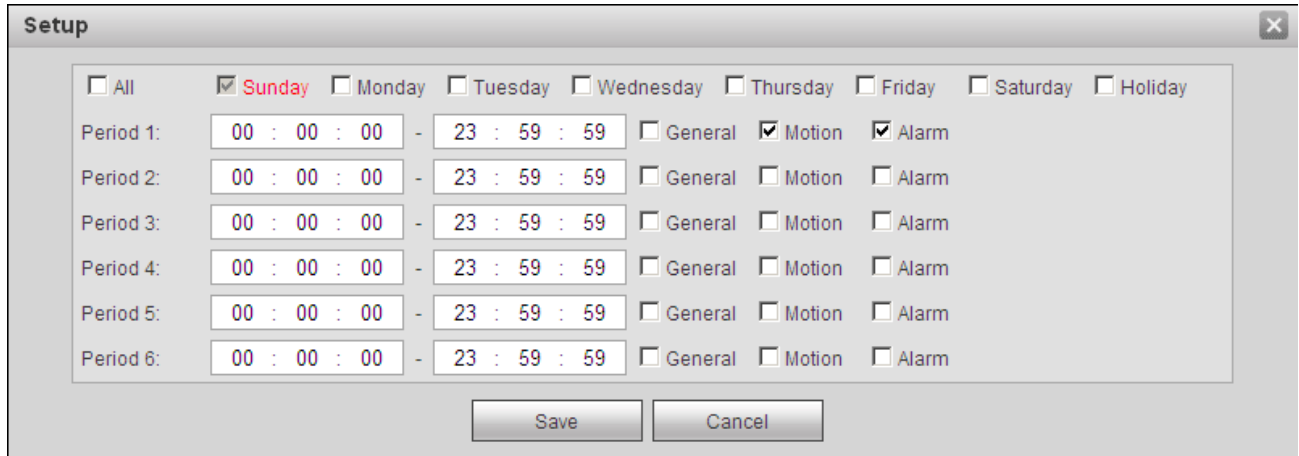 Setup
All Sunday Monday Tuesday Wednesday Thursday Friday Saturday Holiday
Period 1: 00 : 00 : 00 - 23 : 59 : 59 General Motion Alarm
Period 2: 00 : 00 : 00 - 23 : 59 : 59 General Motion Alarm
Period 3: 00 : 00 : 00 - 23 : 59 : 59 General Motion Alarm
Period 4: 00 : 00 : 00 - 23 : 59 : 59 General Motion Alarm
Period 5: 00 : 00 : 00 - 23 : 59 : 59 General Motion Alarm
Period 6: 00 : 00 : 00 - 23 : 59 : 59 General Motion Alarm
Save Cancel